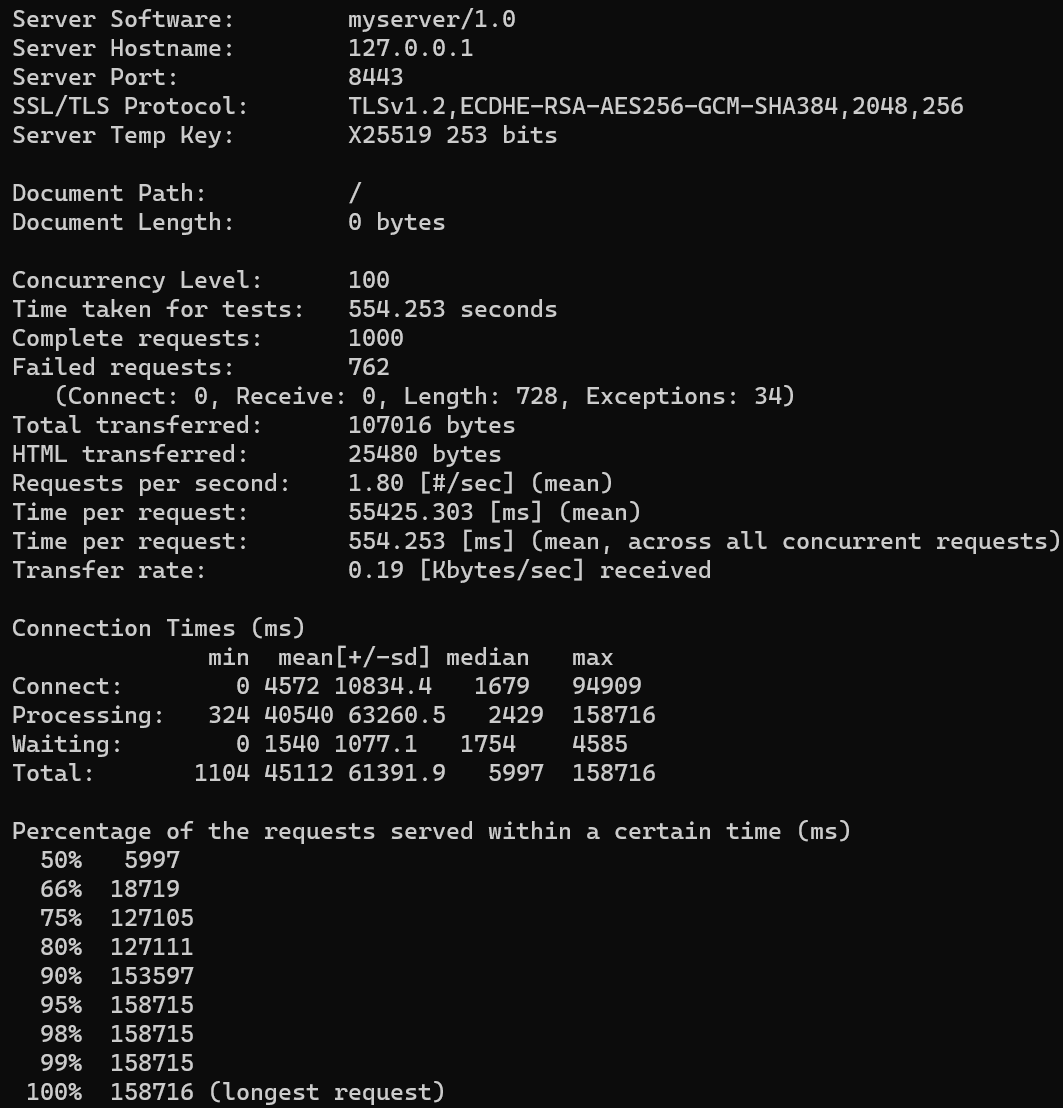 Server Software:        myserver/1.0
Server Hostname:        127.0.0.1
Server Port:            8443
SSL/TLS Protocol:       TLSv1.2,ECDHE-RSA-AES256-GCM-SHA384,2048,256
Server Temp Key:        X25519 253 bits

Document Path:          /
Document Length:        0 bytes

Concurrency Level:      100
Time taken for tests:   554.253 seconds
Complete requests:      1000
Failed requests:        762
   (Connect: 0, Receive: 0, Length: 728, Exceptions: 34)
Total transferred:      107016 bytes
HTML transferred:       25480 bytes
Requests per second:    1.80 [#/sec] (mean)
Time per request:       55425.303 [ms] (mean)
Time per request:       554.253 [ms] (mean, across all concurrent requests)
Transfer rate:          0.19 [Kbytes/sec] received

Connection Times (ms)
              min  mean[+/-sd] median   max
Connect:        0 4572 10834.4   1679   94909
Processing:   324 40540 63260.5   2429  158716
Waiting:        0 1540 1077.1   1754    4585
Total:       1104 45112 61391.9   5997  158716

Percentage of the requests served within a certain time (ms)
  50%   5997
  66%  18719
  75%  127105
  80%  127111
  90%  153597
  95%  158715
  98%  158715
  99%  158715
 100%  158716 (longest request)